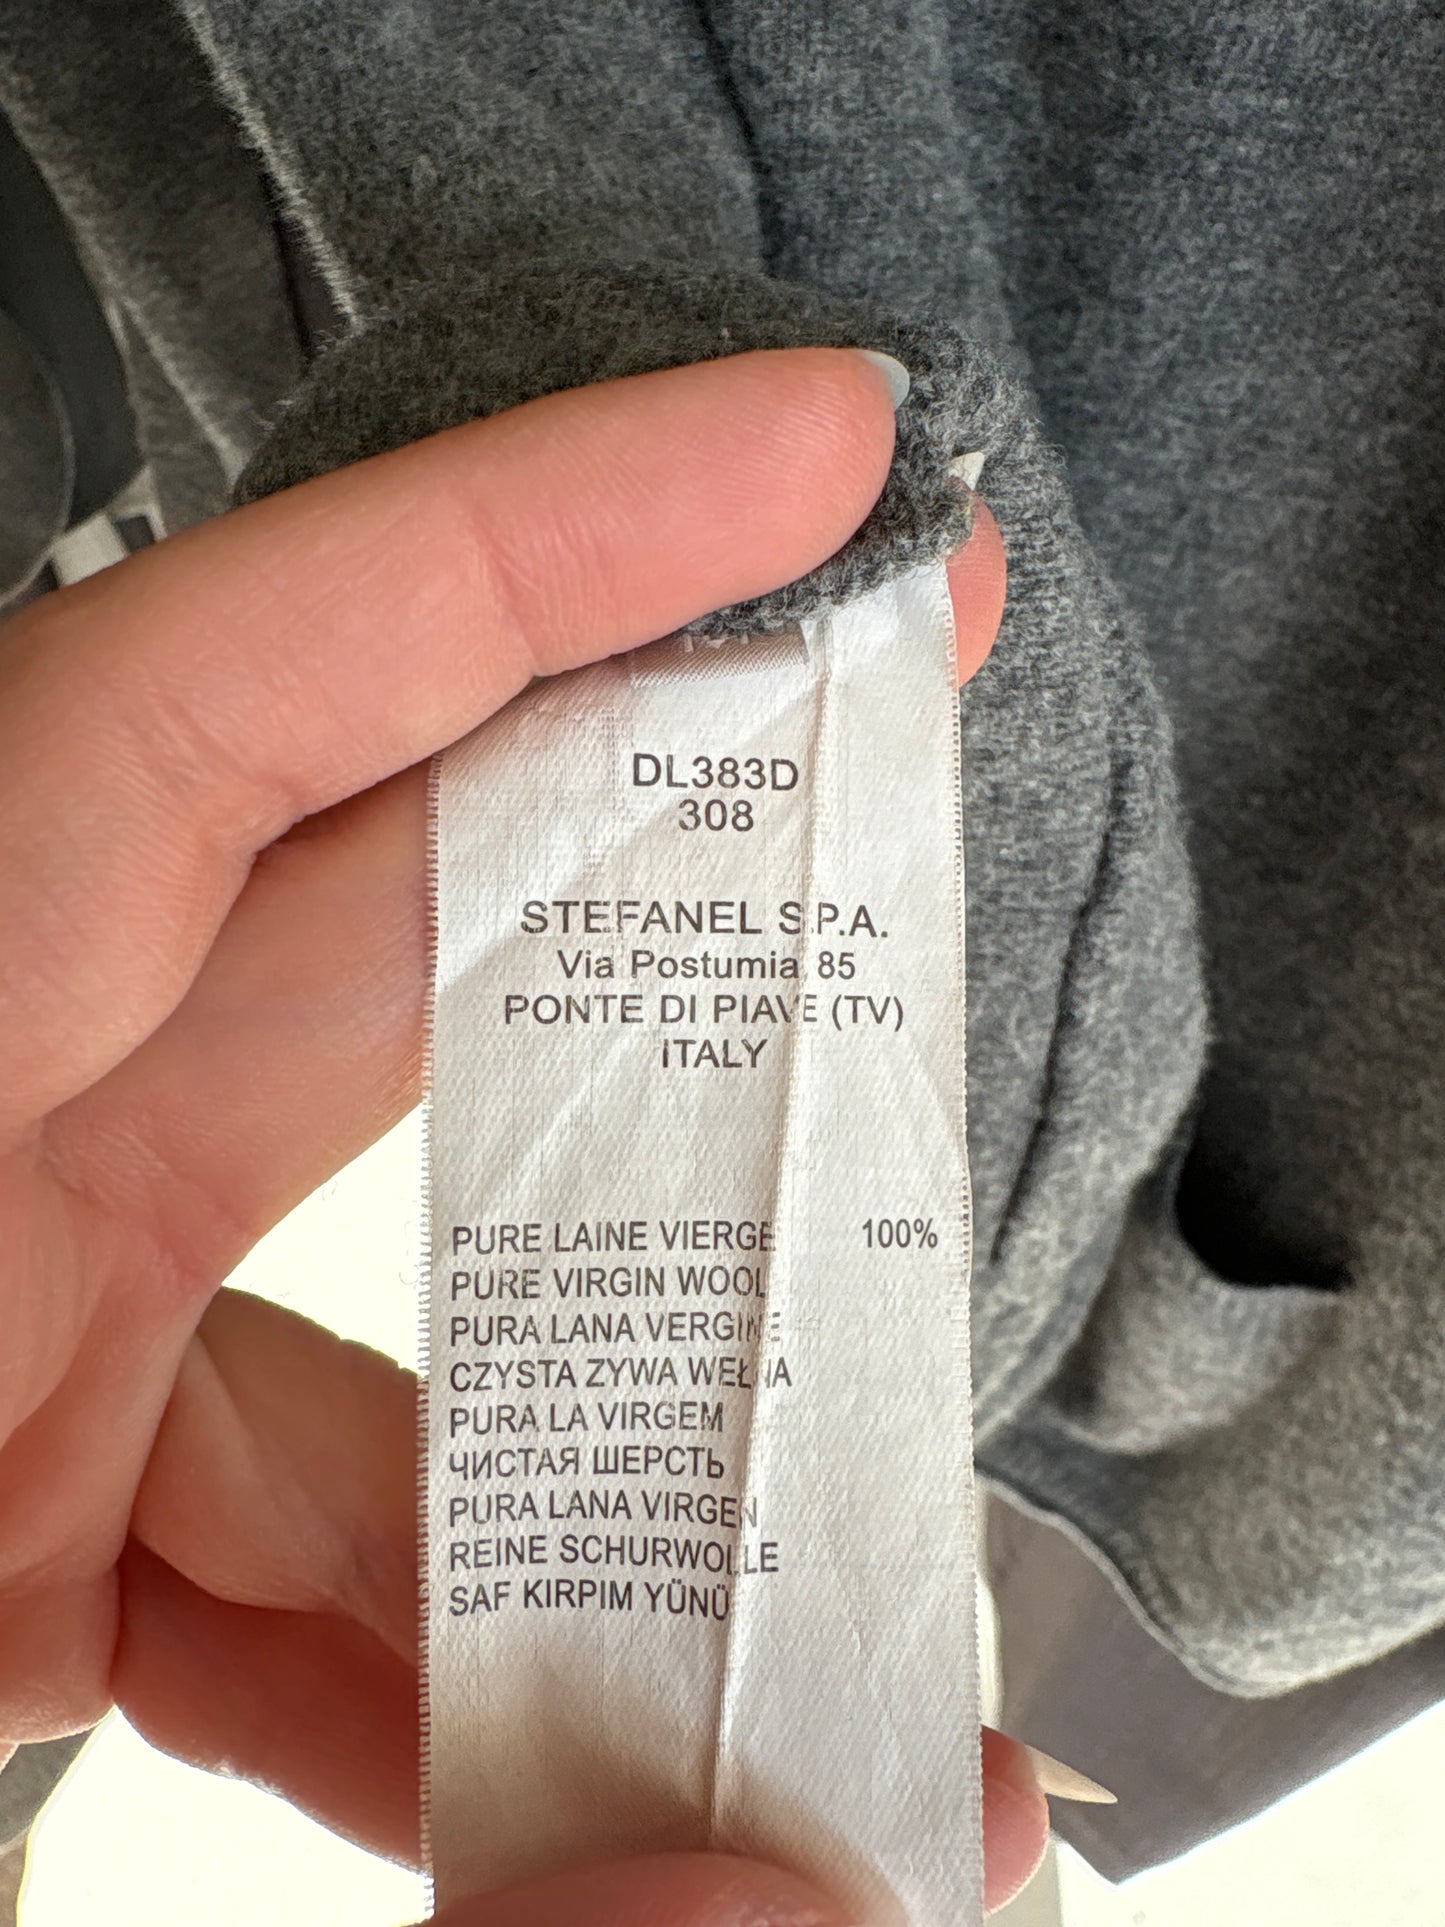 DL383D
308
STEFANEL S.P.A.
Via Postumia 85
PONTE DI PIAVE (TV)
ITALY
PURE LAINE VIERGE 100%
PURE VIRGIN WOOL
PURA LANA VERGINE
CZYSTA ZYWA WEŁNA
PURA LA VIRGEM
ЧИСТАЯ ШЕРСТЬ
PURA LANA VIRGEN
REINE SCHURWOLLE
SAF KIRPIM YÜNÜ